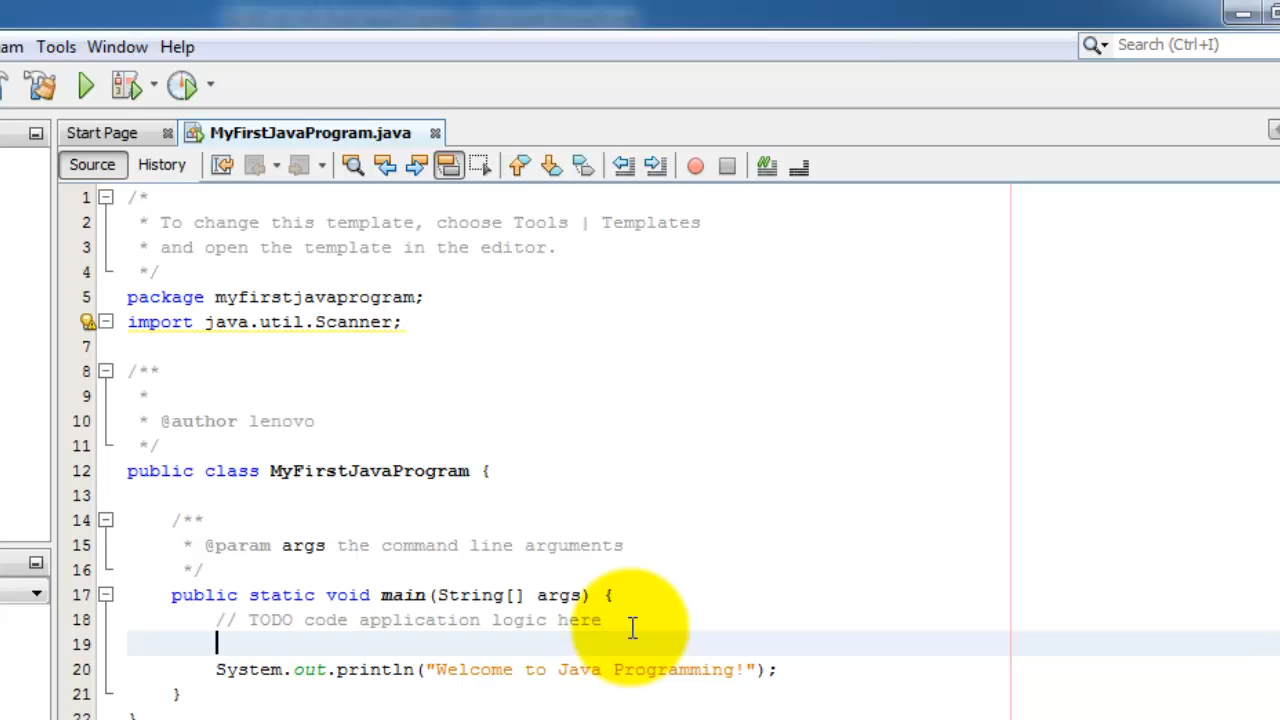 am Tools Window Help
Search (Ctrl+I)
Start Page MyFirstJavaProgram.java
Source History
1 /*
2 * To change this template, choose Tools | Templates
3 * and open the template in the editor.
4 */
5 package myfirstjavaprogram;
import java.util.Scanner;
7
8 /**
9 *
10 * @author lenovo
11 */
12 public class MyFirstJavaProgram {
13
14 /**
15 * @param args the command line arguments
16 */
17 public static void main(String[] args) {
18 // TODO code application logic here
19
20 System.out.println("Welcome to Java Programming!");
21 }
22 }